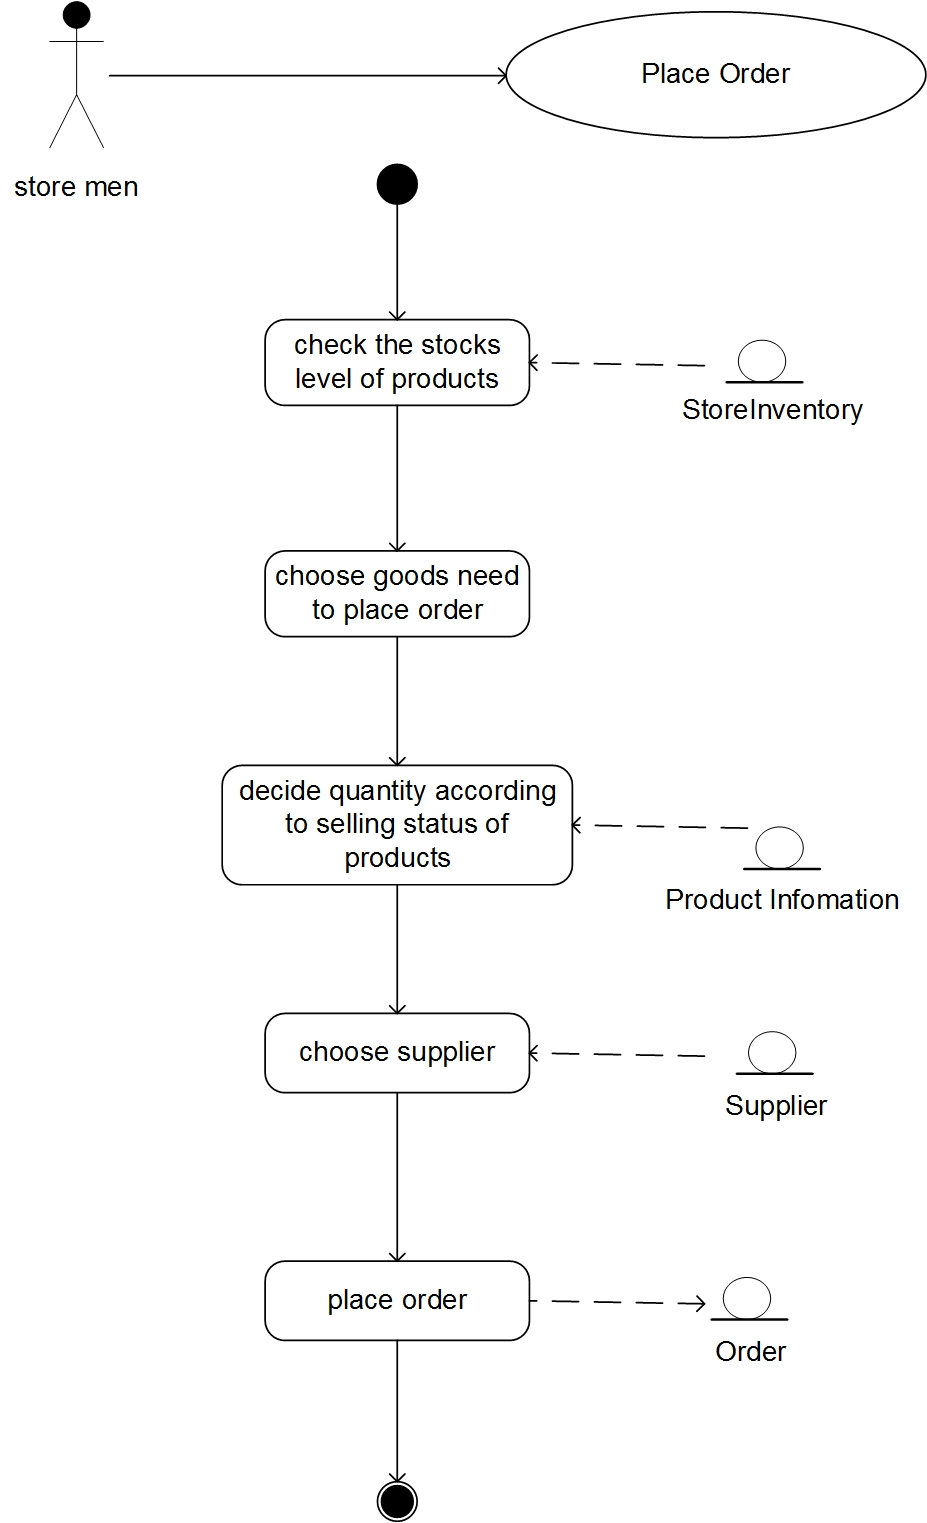 Place Order
store men
check the stocks
level of products
StoreInventory
choose goods need
to place order
decide quantity according
to selling status of
products
Product Infomation
choose supplier
Supplier
place order
Order